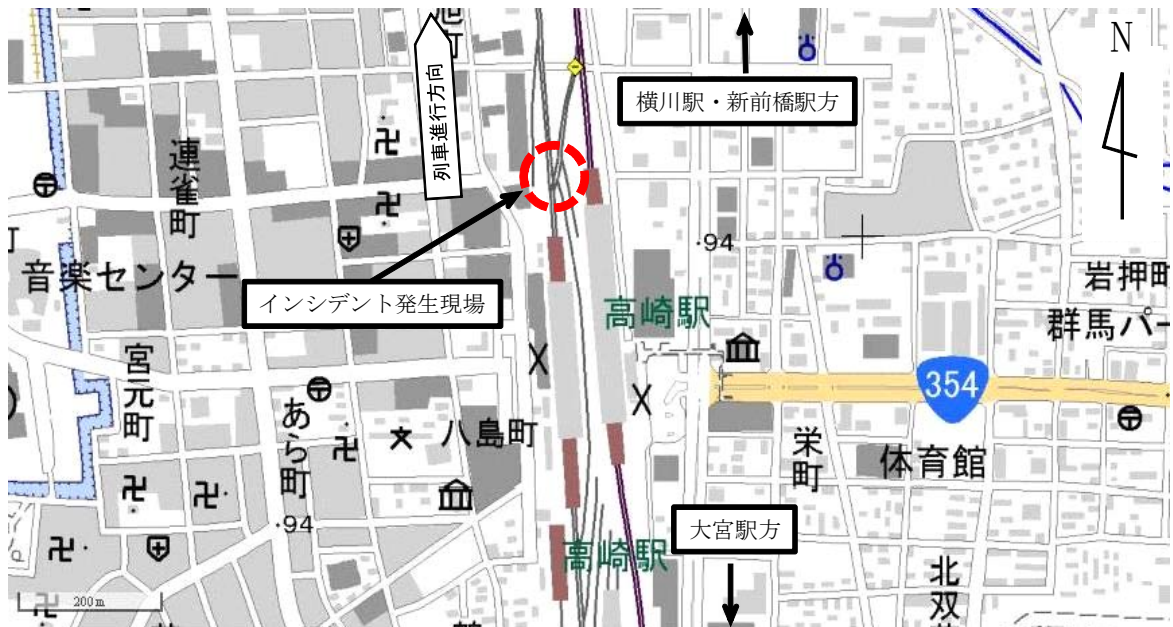 旭町
列車進行方向
横川駅・新前橋駅方
N
連雀町
・94
音楽センター
インシデント発生現場
高崎駅
岩押町
群馬パー
宮元町
354
あら町
八島町
栄町
体育館
・94
大宮駅方
高崎駅
北双葉
200m